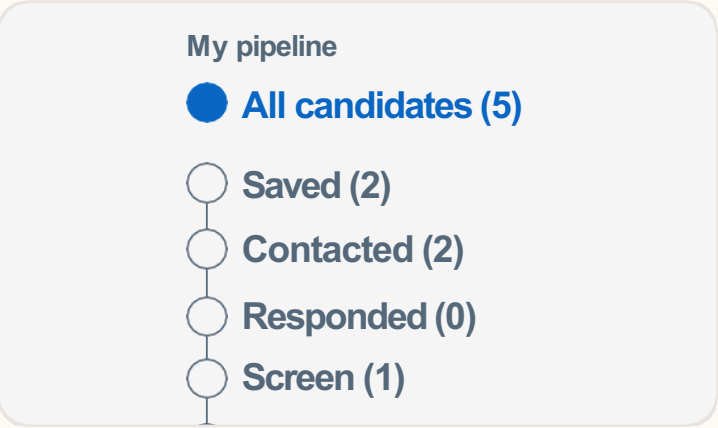 My pipeline
All candidates (5)
Saved (2)
Contacted (2)
Responded (0)
Screen (1)